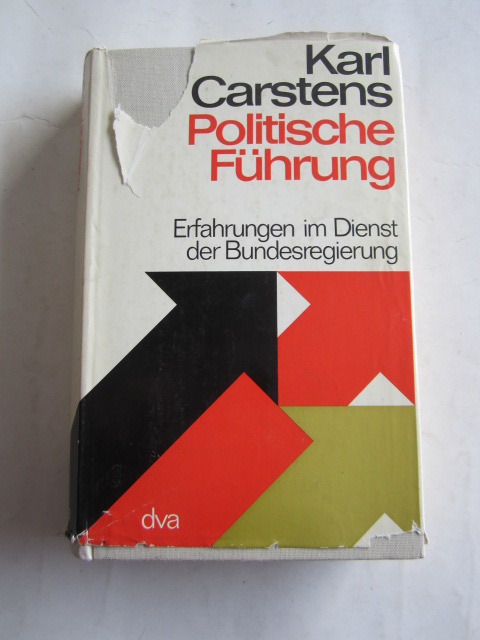 Karl
Carstens
Politische
Führung
Erfahrungen im Dienst
der Bundesregierung
dva